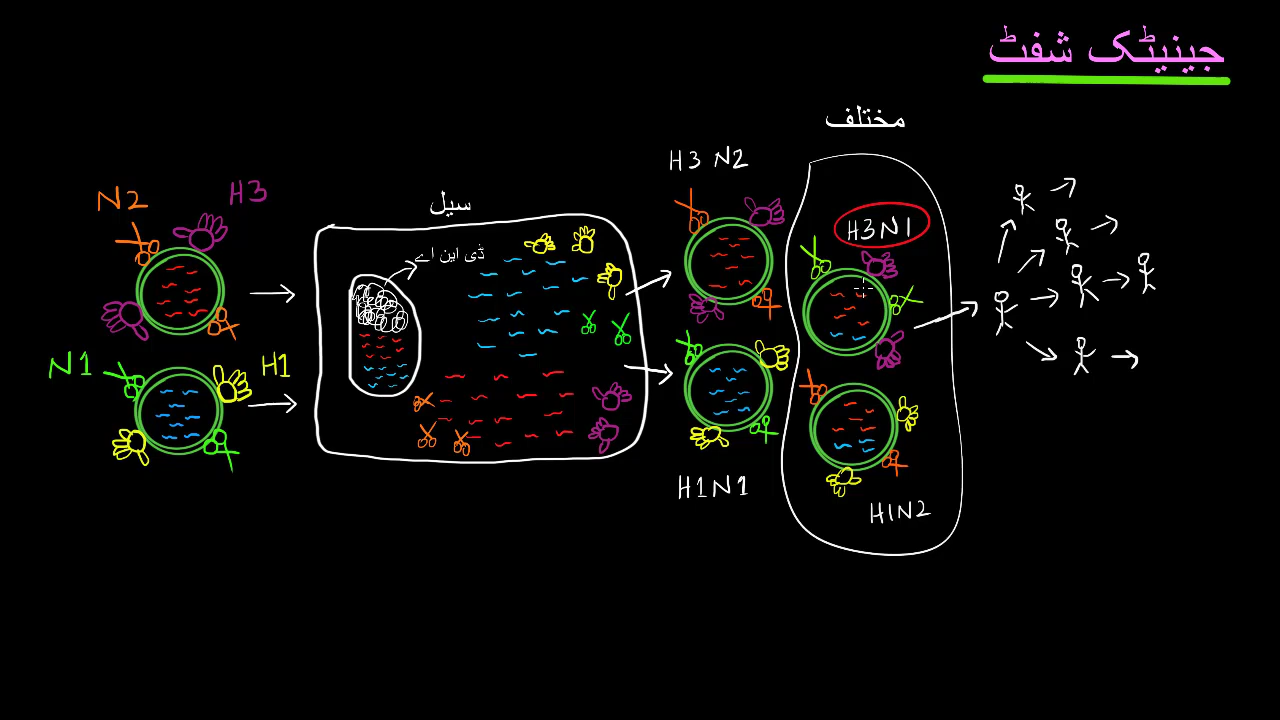 جینیٹک شفٹ
مختلف
H3 N2
N2
H3
سیل
H3N1
ڈی این اے
N1
H1
H1N1
H1N2